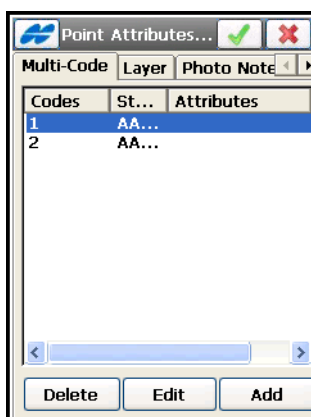 Point Attributes...
Multi-Code Layer Photo Note
Codes St... Attributes
1 AA...
2 AA...
Delete Edit Add